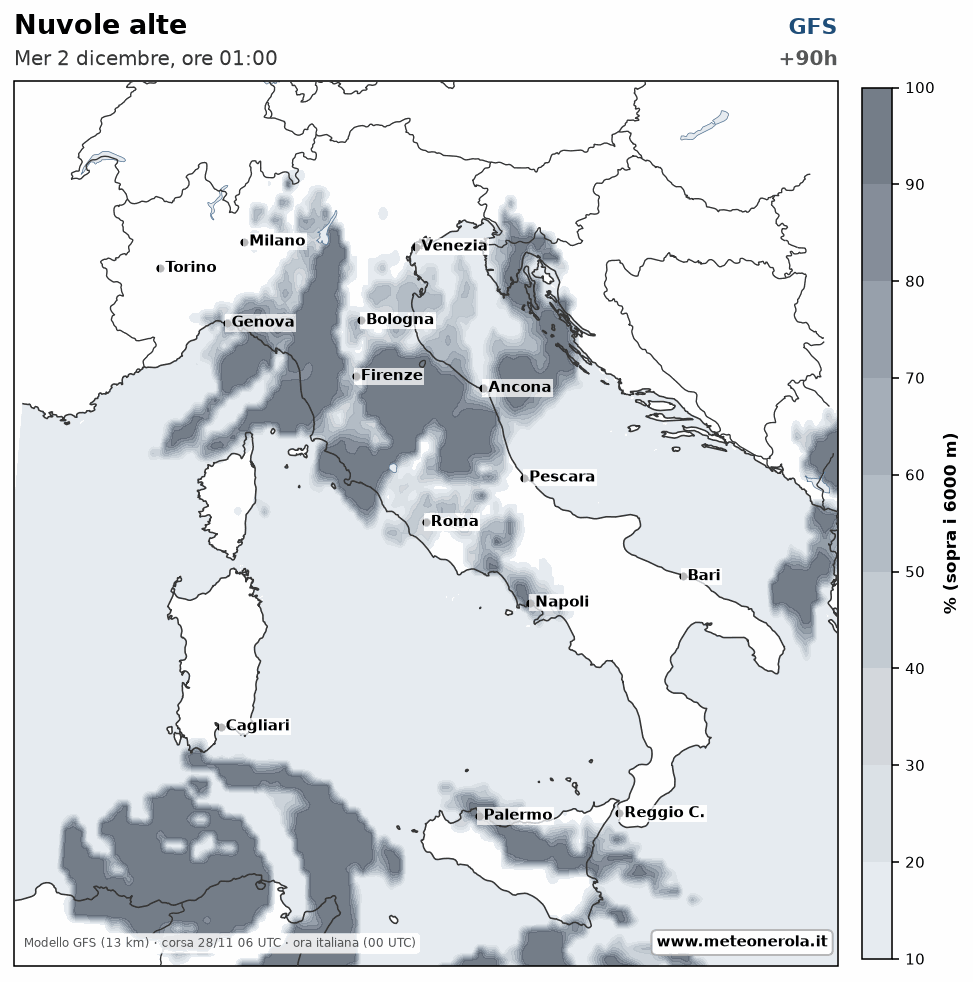 Nuvole alte
GFS
Mer 2 dicembre, ore 01:00
+90h
100
90
80
70
60
50
40
30
20
10
% (sopra i 6000 m)
Milano
Venezia
Torino
Genova
Bologna
Firenze
Ancona
Pescara
Roma
Bari
Napoli
Cagliari
Palermo
Reggio C.
Modello GFS (13 km) · corsa 28/11 06 UTC · ora italiana (00 UTC)
www.meteonerola.it